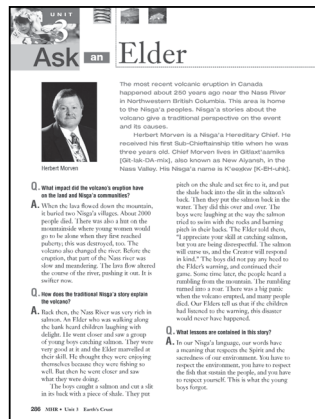 UNIT
3
Ask an Elder
The most recent volcanic eruption in Canada
happened about 250 years ago near the Nass River
in Northwestern British Columbia. This area is home
to the Nisga'a peoples. Nisga'a stories about the
volcano give a traditional perspective on the event
and its causes.
Herbert Morven is a Nisga'a Hereditary Chief. He
received his first Sub-Chieftainship title when he was
three years old. Chief Morven lives in Gitlaxt'aamiks
[Git-lak-DA-mix], also known as New Aiyansh, in the
Nass Valley. His Nisga'a name is K'eexkw [K-EH-uhk].
Herbert Morven
Q. What impact did the volcano's eruption have
on the land and Nisga'a communities?
A. When the lava flowed down the mountain,
it buried two Nisga'a villages. About 2000
people died. There was also a hut on the
mountainside where young women would
go to be alone when they first reached
puberty; this was destroyed, too. The
volcano also changed the river. Before the
eruption, that part of the Nass river was
slow and meandering. The lava flow altered
the course of the river, pushing it out. It is
swifter now.
Q. How does the traditional Nisga'a story explain
the volcano?
A. Back then, the Nass River was very rich in
salmon. An Elder who was walking along
the bank heard children laughing with
delight. He went closer and saw a group
of young boys catching salmon. They were
very good at it and the Elder marvelled at
their skill. He thought they were enjoying
themselves because they were fishing so
well. But then he went closer and saw
what they were doing.
The boys caught a salmon and cut a slit
in its back with a piece of shale. They put
pitch on the shale and set fire to it, and put
the shale back into the slit in the salmon's
back. Then they put the salmon back in the
water. They did this over and over. The
boys were laughing at the way the salmon
tried to swim with the rocks and burning
pitch in their backs. The Elder told them,
"I appreciate your skill at catching salmon,
but you are being disrespectful. The salmon
will curse us, and the Creator will respond
in kind." The boys did not pay any heed to
the Elder's warning, and continued their
game. Some time later, the people heard a
rumbling from the mountain. The rumbling
turned into a roar. There was a big panic
when the volcano erupted, and many people
died. Our Elders tell us that if the children
had listened to the warning, this disaster
would never have happened.
Q. What lessons are contained in this story?
A. In our Nisga'a language, our words have
a meaning that respects the Spirit and the
sacredness of our environment. You have to
respect the environment, you have to respect
the fish that sustain the people, and you
have to respect yourself. This is what the young
boys forgot.
286 MHR • Unit 3 Earth's Crust